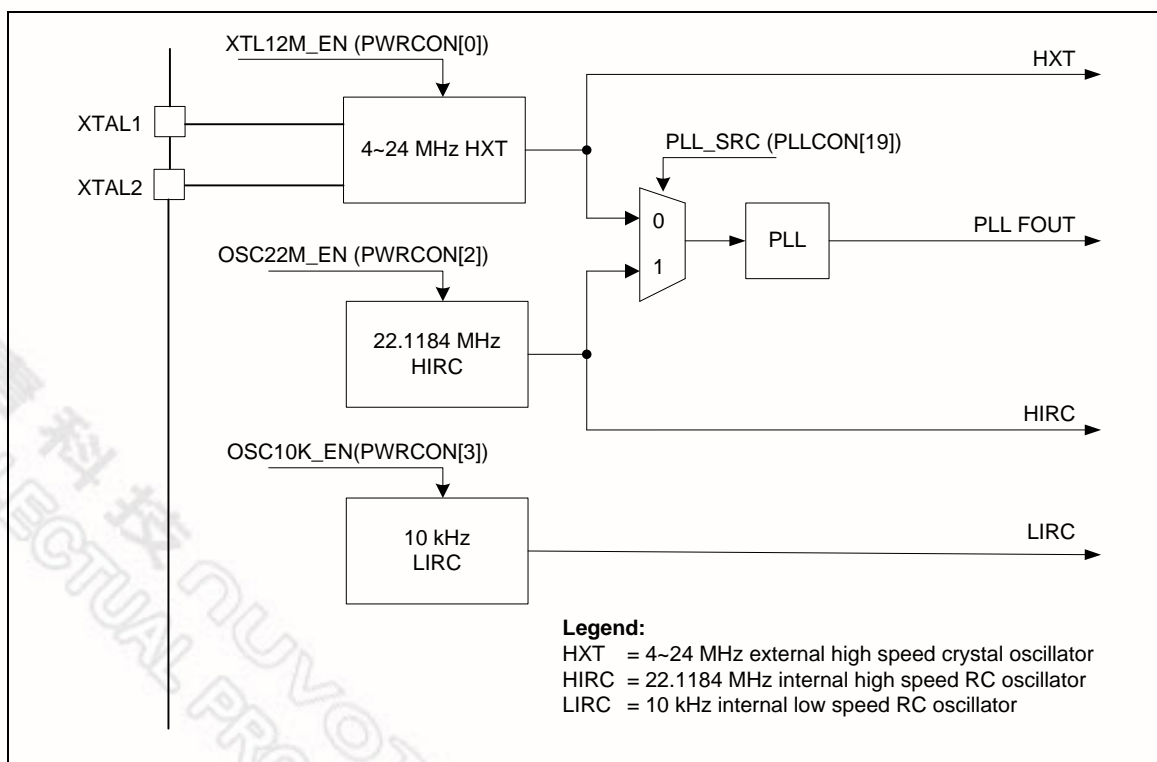 XTL12M_EN (PWRCON[0])
HXT
XTAL1
4~24 MHz HXT
PLL_SRC (PLLCON[19])
XTAL2
0
PLL
PLL FOUT
OSC22M_EN (PWRCON[2])
1
22.1184 MHz
HIRC
HIRC
OSC10K_EN(PWRCON[3])
10 kHz
LIRC
LIRC
Legend:
HXT = 4~24 MHz external high speed crystal oscillator
HIRC = 22.1184 MHz internal high speed RC oscillator
LIRC = 10 kHz internal low speed RC oscillator
科技